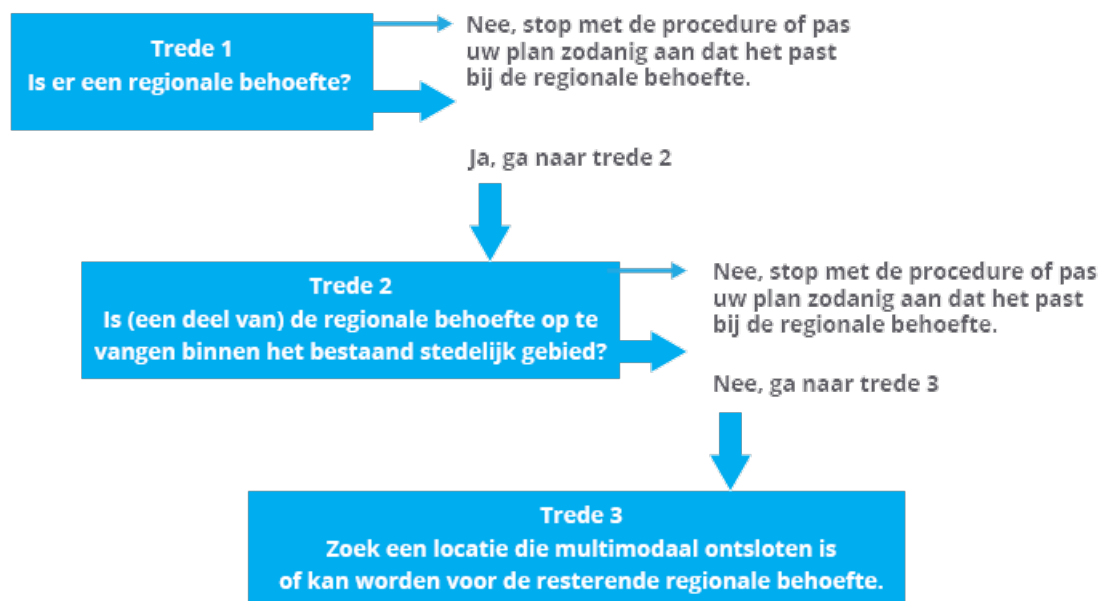 Trede 1
Is er een regionale behoefte?
Nee, stop met de procedure of pas
uw plan zodanig aan dat het past
bij de regionale behoefte.
Ja, ga naar trede 2
Trede 2
Is (een deel van) de regionale behoefte op te
vangen binnen het bestaand stedelijk gebied?
Nee, stop met de procedure of pas
uw plan zodanig aan dat het past
bij de regionale behoefte.
Nee, ga naar trede 3
Trede 3
Zoek een locatie die multimodaal ontsloten is
of kan worden voor de resterende regionale behoefte.